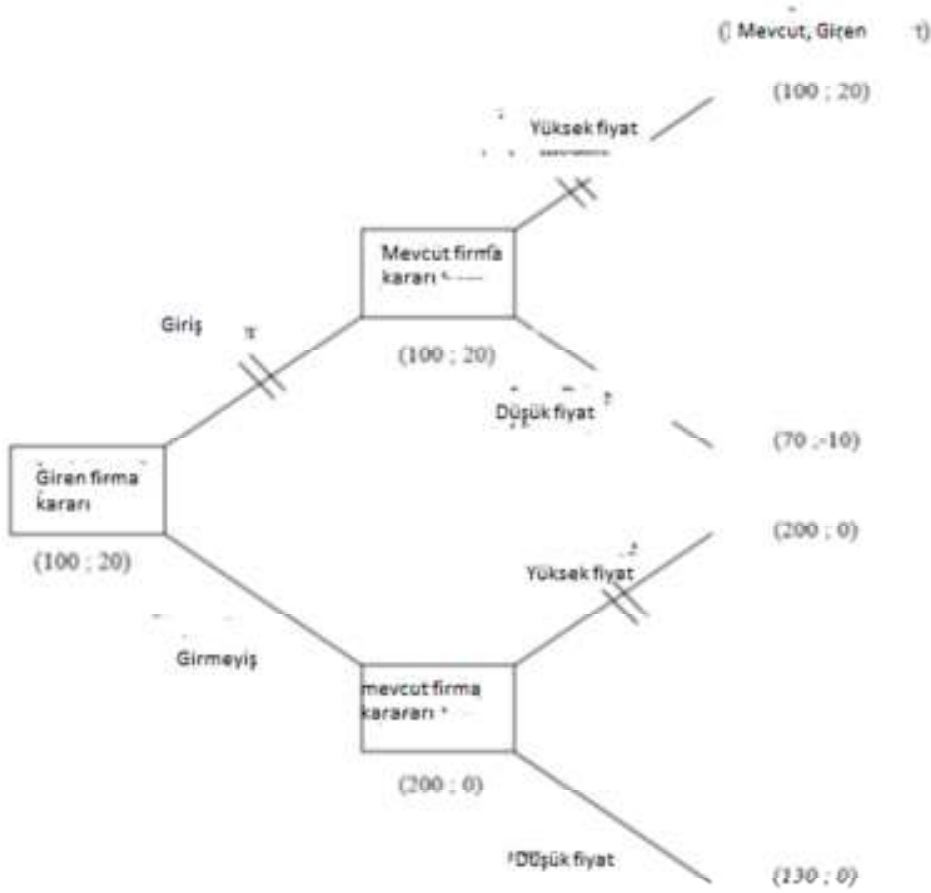 Mevcut, Giren
(100 ; 20)
Yüksek fiyat
Mevcut firma
kararı
(100 ; 20)
Giriş
Düşük fiyat
(70 ;-10)
Giren firma
kararı
(100 ; 20)
(200 ; 0)
Yüksek fiyat
Girmeyiş
mevcut firma
karararı
(200 ; 0)
Düşük fiyat
(130 ; 0)